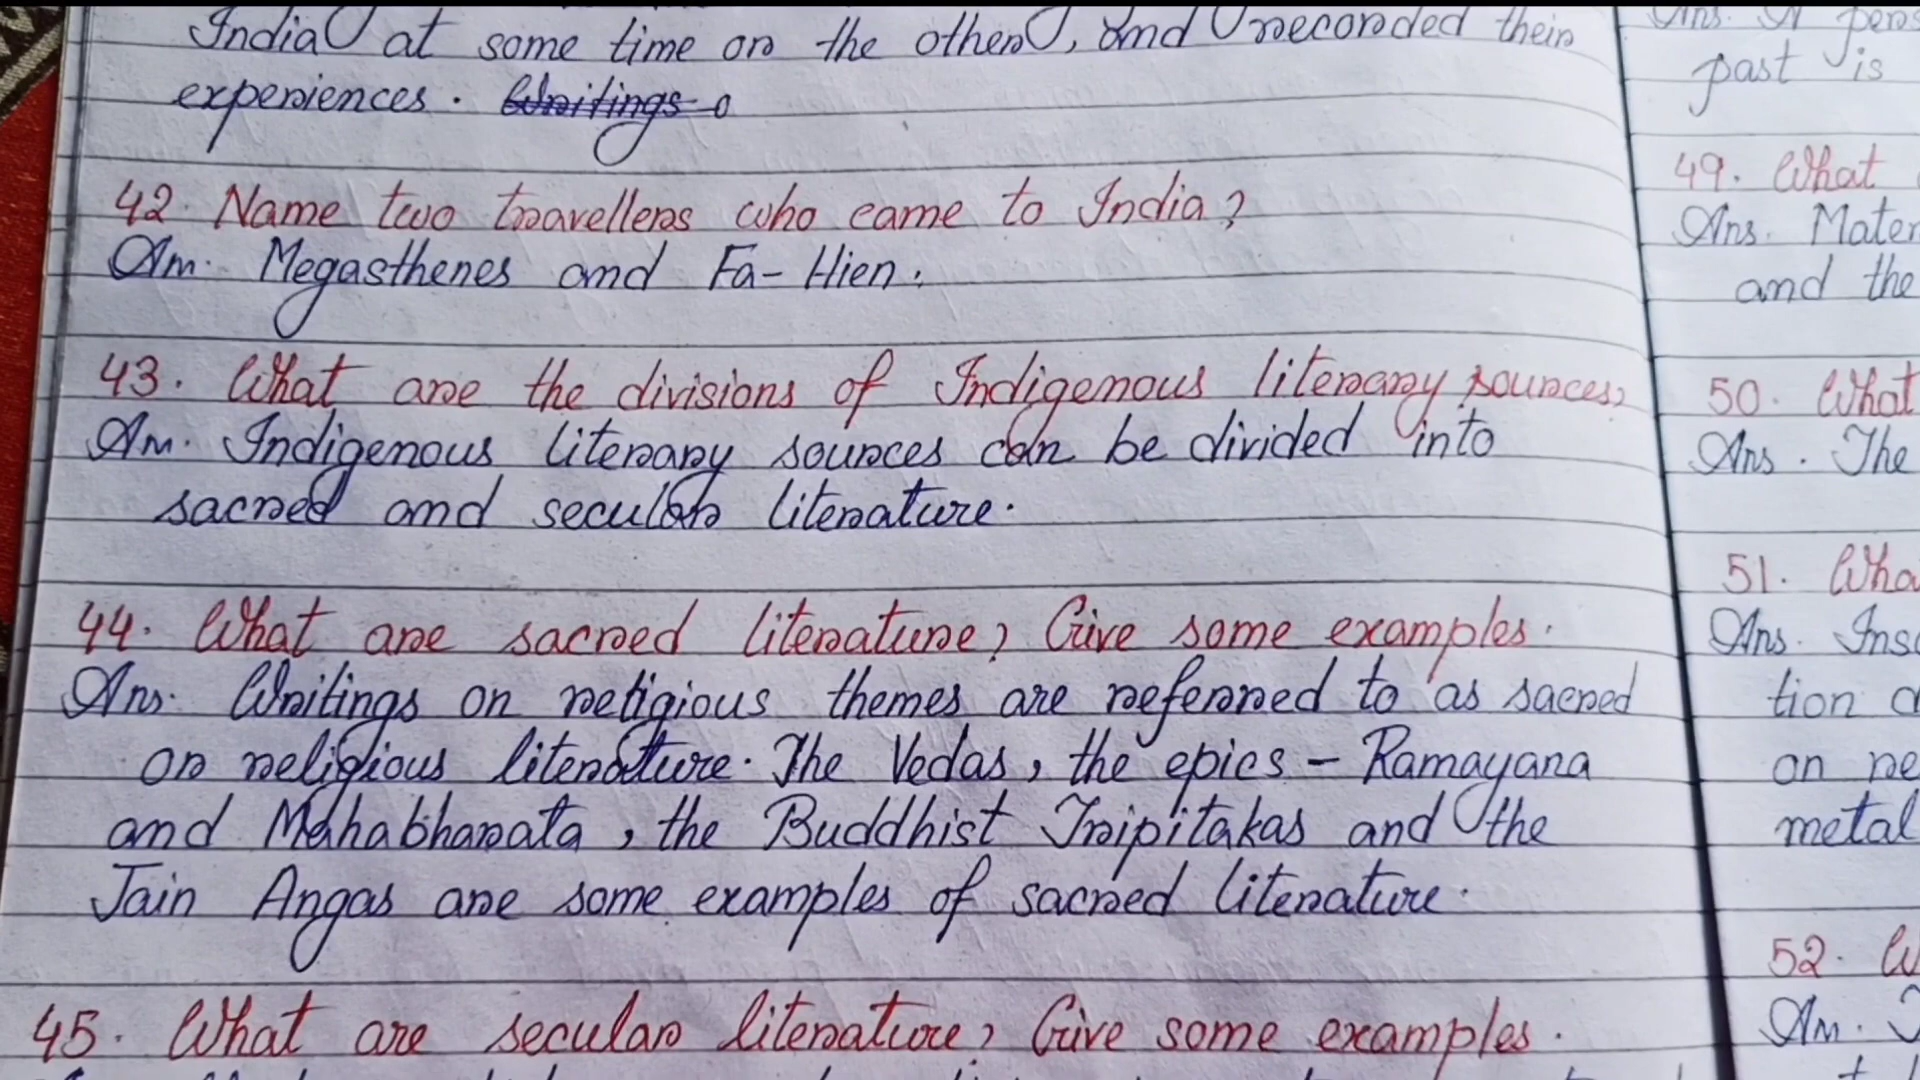 India at some time or the other, and recorded their
experiences. Writings o
42. Name two travellers who came to India?
Ans. Megasthenes and Fa-Hien.
43. What are the divisions of Indigenous literary sources?
Ans. Indigenous literary sources can be divided into
sacred and secular literature.
44. What are sacred literature? Give some examples.
Ans. Writings on religious themes are referred to as sacred
or religious literature. The Vedas, the epics - Ramayana
and Mahabharata, the Buddhist Tripitakas and the
Jain Angas are some examples of sacred literature.
45. What are secular literature? Give some examples.
Ans. A pers
past is
49. What
Ans. Mater
and the
50. What
Ans. The
51. Wha
Ans. Insc
tion
on me
metal
52. W
Ans.